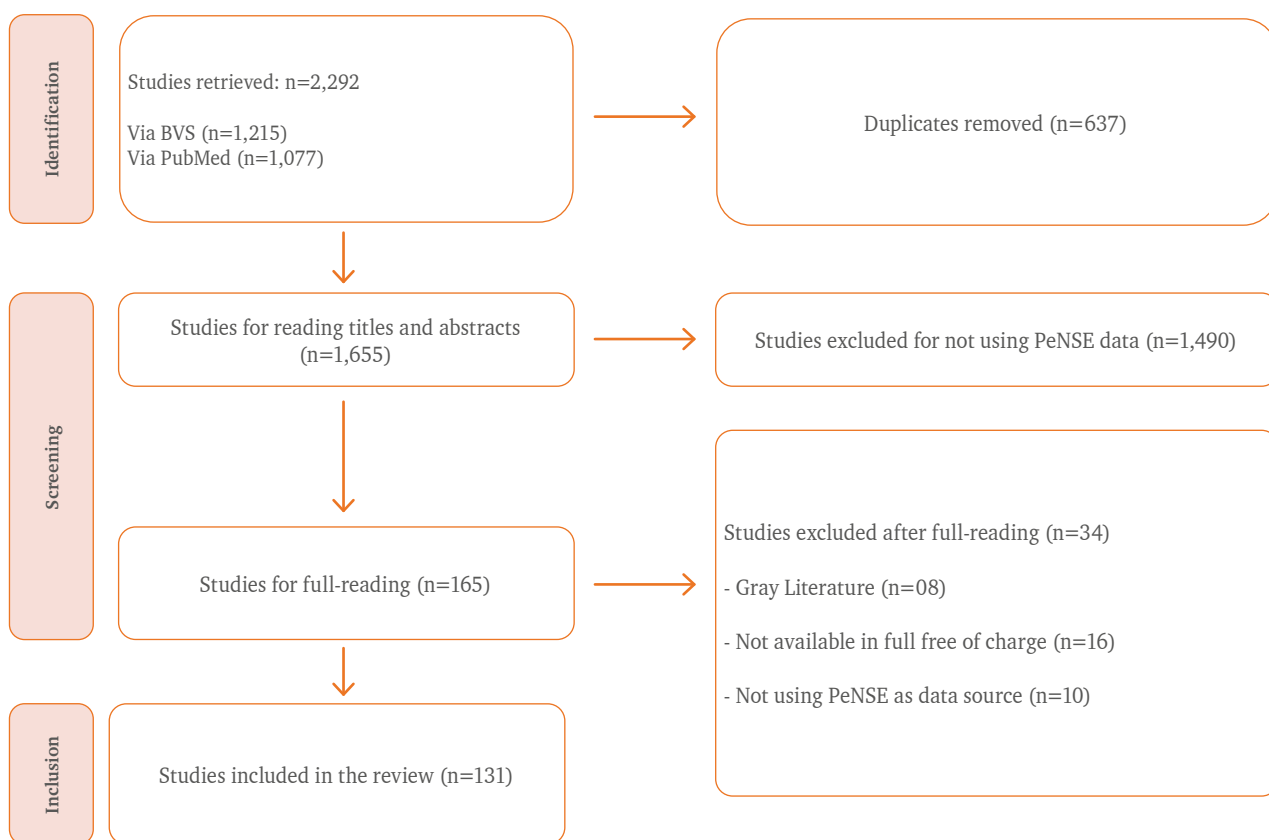 Identification
Studies retrieved: n=2,292
Via BVS (n=1,215)
Via PubMed (n=1,077)
Duplicates removed (n=637)
Screening
Studies for reading titles and abstracts
(n=1,655)
Studies excluded for not using PeNSE data (n=1,490)
Studies for full-reading (n=165)
Studies excluded after full-reading (n=34)
- Gray Literature (n=08)
- Not available in full free of charge (n=16)
- Not using PeNSE as data source (n=10)
Inclusion
Studies included in the review (n=131)